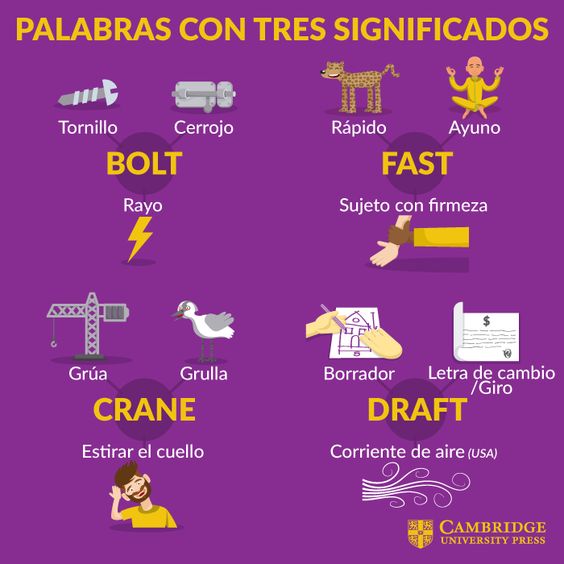 PALABRAS CON TRES SIGNIFICADOS
Tornillo
Cerrojo
BOLT
Rayo
Rápido
Ayuno
FAST
Sujeto con firmeza
Grúa
Grulla
CRANE
Estirar el cuello
$
Borrador
Letra de cambio
/Giro
DRAFT
Corriente de aire (USA)
CAMBRIDGE
UNIVERSITY PRESS